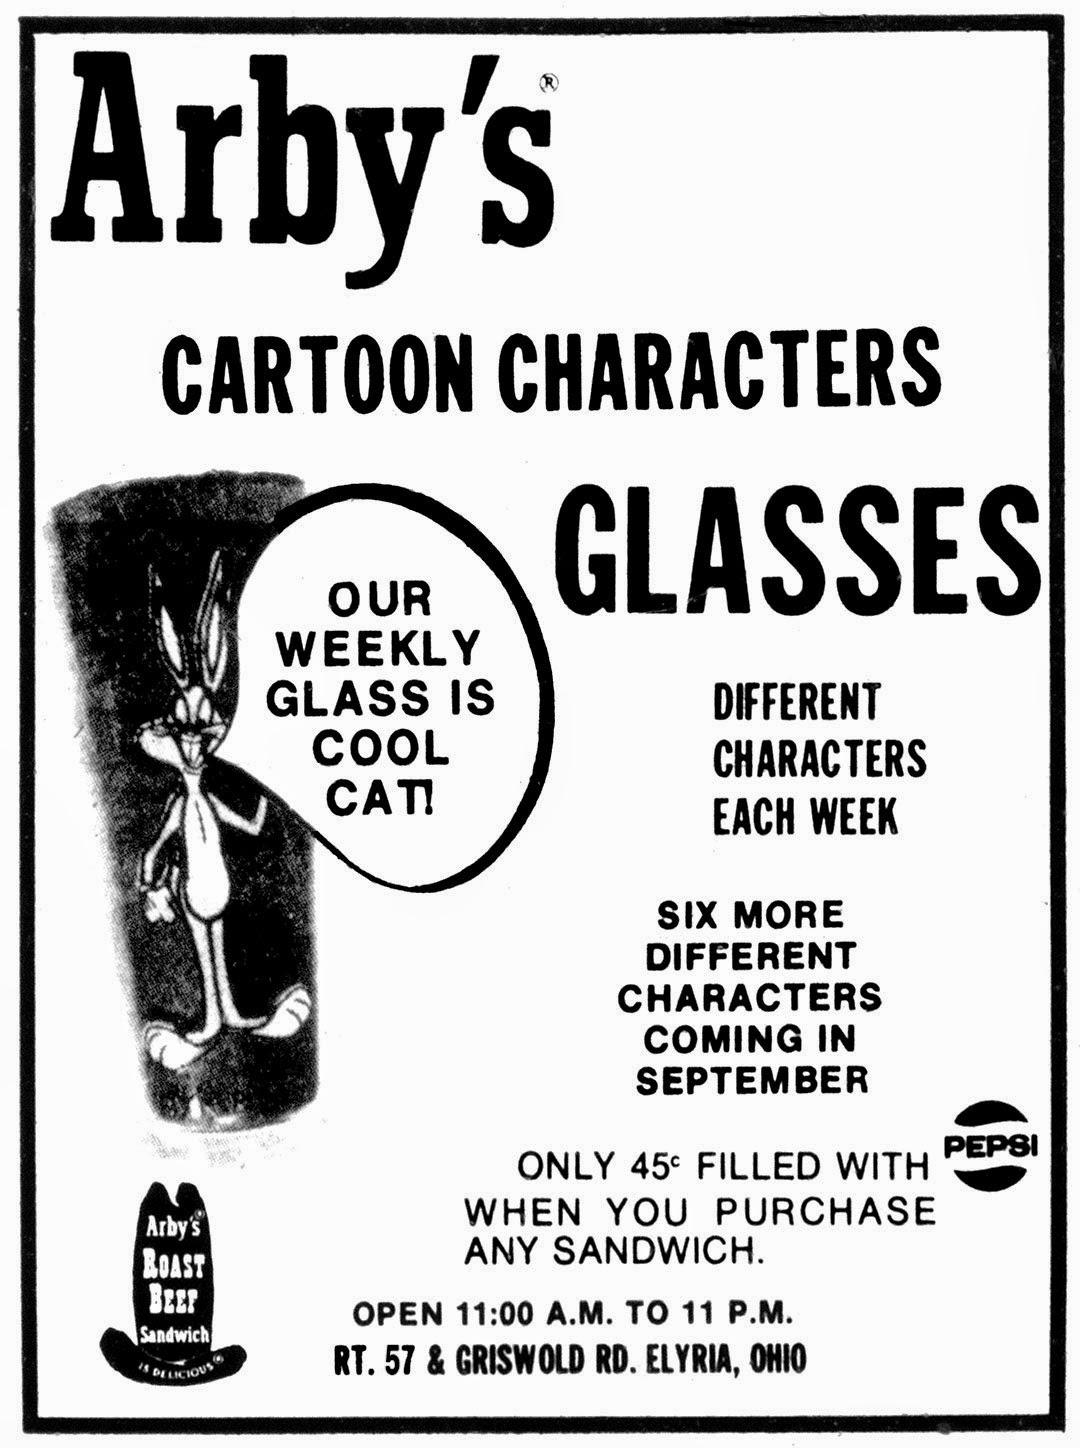 Arby's®
CARTOON CHARACTERS
GLASSES
OUR
WEEKLY
GLASS IS
COOL
CAT!
DIFFERENT
CHARACTERS
EACH WEEK
SIX MORE
DIFFERENT
CHARACTERS
COMING IN
SEPTEMBER
ONLY 45c FILLED WITH PEPSI
WHEN YOU PURCHASE
ANY SANDWICH.
Arby's®
ROAST
BEEF
Sandwich
IS DELICIOUS®
OPEN 11:00 A.M. TO 11 P.M.
RT. 57 & GRISWOLD RD. ELYRIA, OHIO